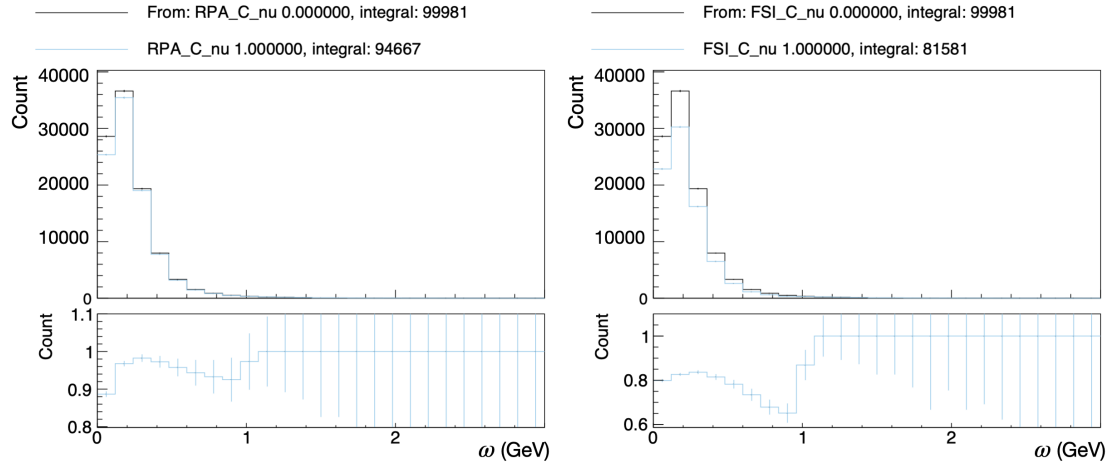 From: RPA_C_nu 0.000000, integral: 99981
RPA_C_nu 1.000000, integral: 94667
Count
40000
30000
20000
10000
0
Count
1.1
1
0.9
0.8
0
1
2
ω (GeV)
From: FSI_C_nu 0.000000, integral: 99981
FSI_C_nu 1.000000, integral: 81581
Count
40000
30000
20000
10000
0
Count
1
0.8
0.6
0
1
2
ω (GeV)